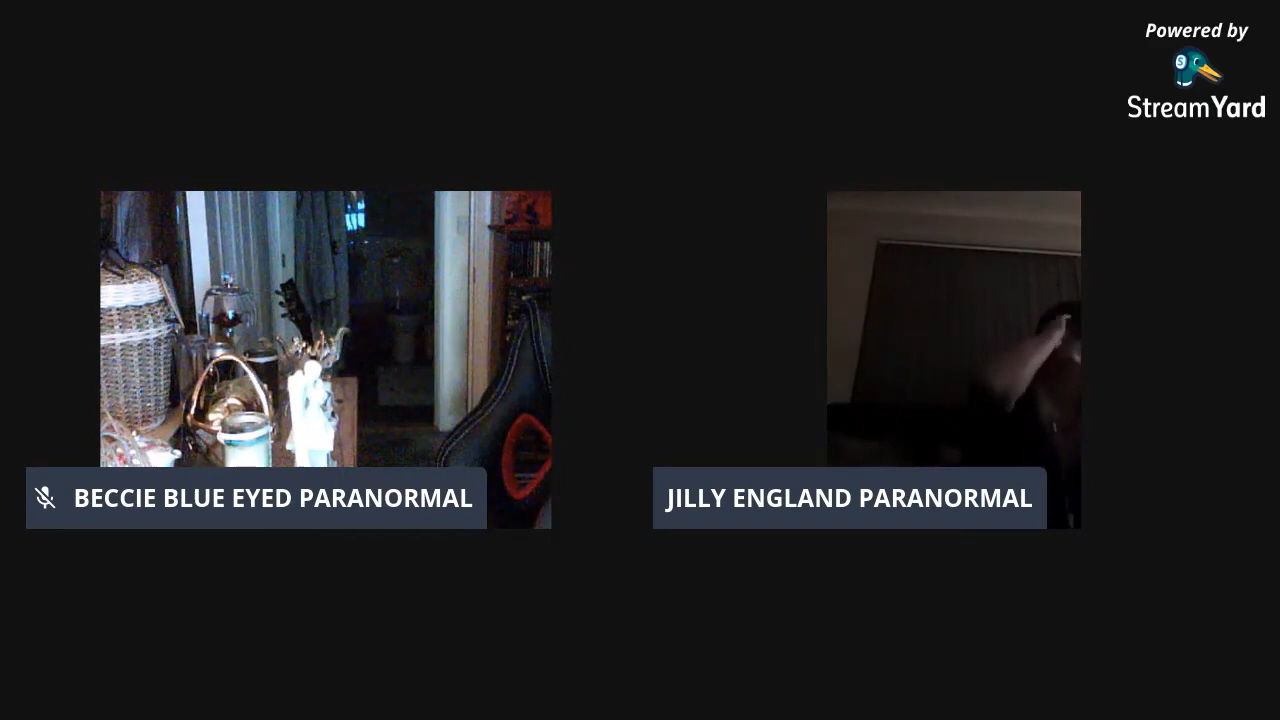 Powered by
StreamYard
BECCIE BLUE EYED PARANORMAL
JILLY ENGLAND PARANORMAL